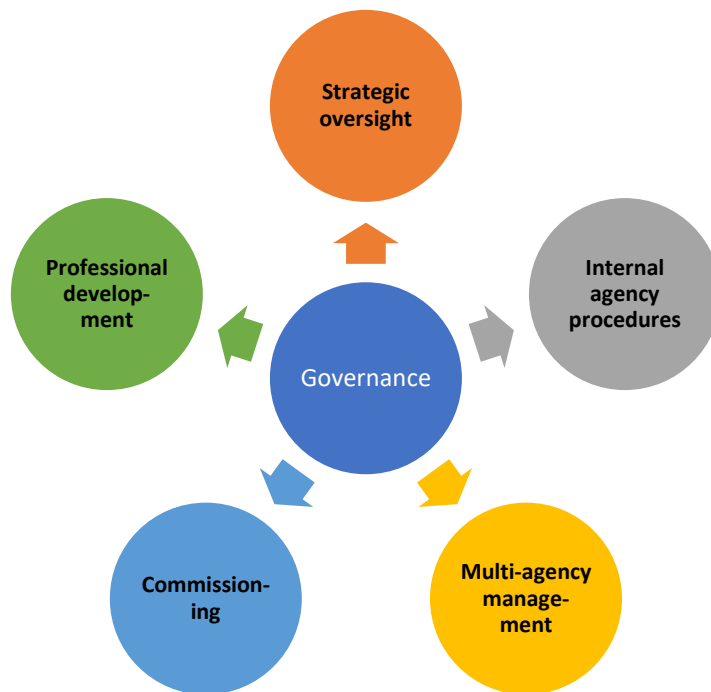 Strategic
oversight
Professional
develop-
ment
Internal
agency
procedures
Governance
Commission-
ing
Multi-agency
manage-
ment